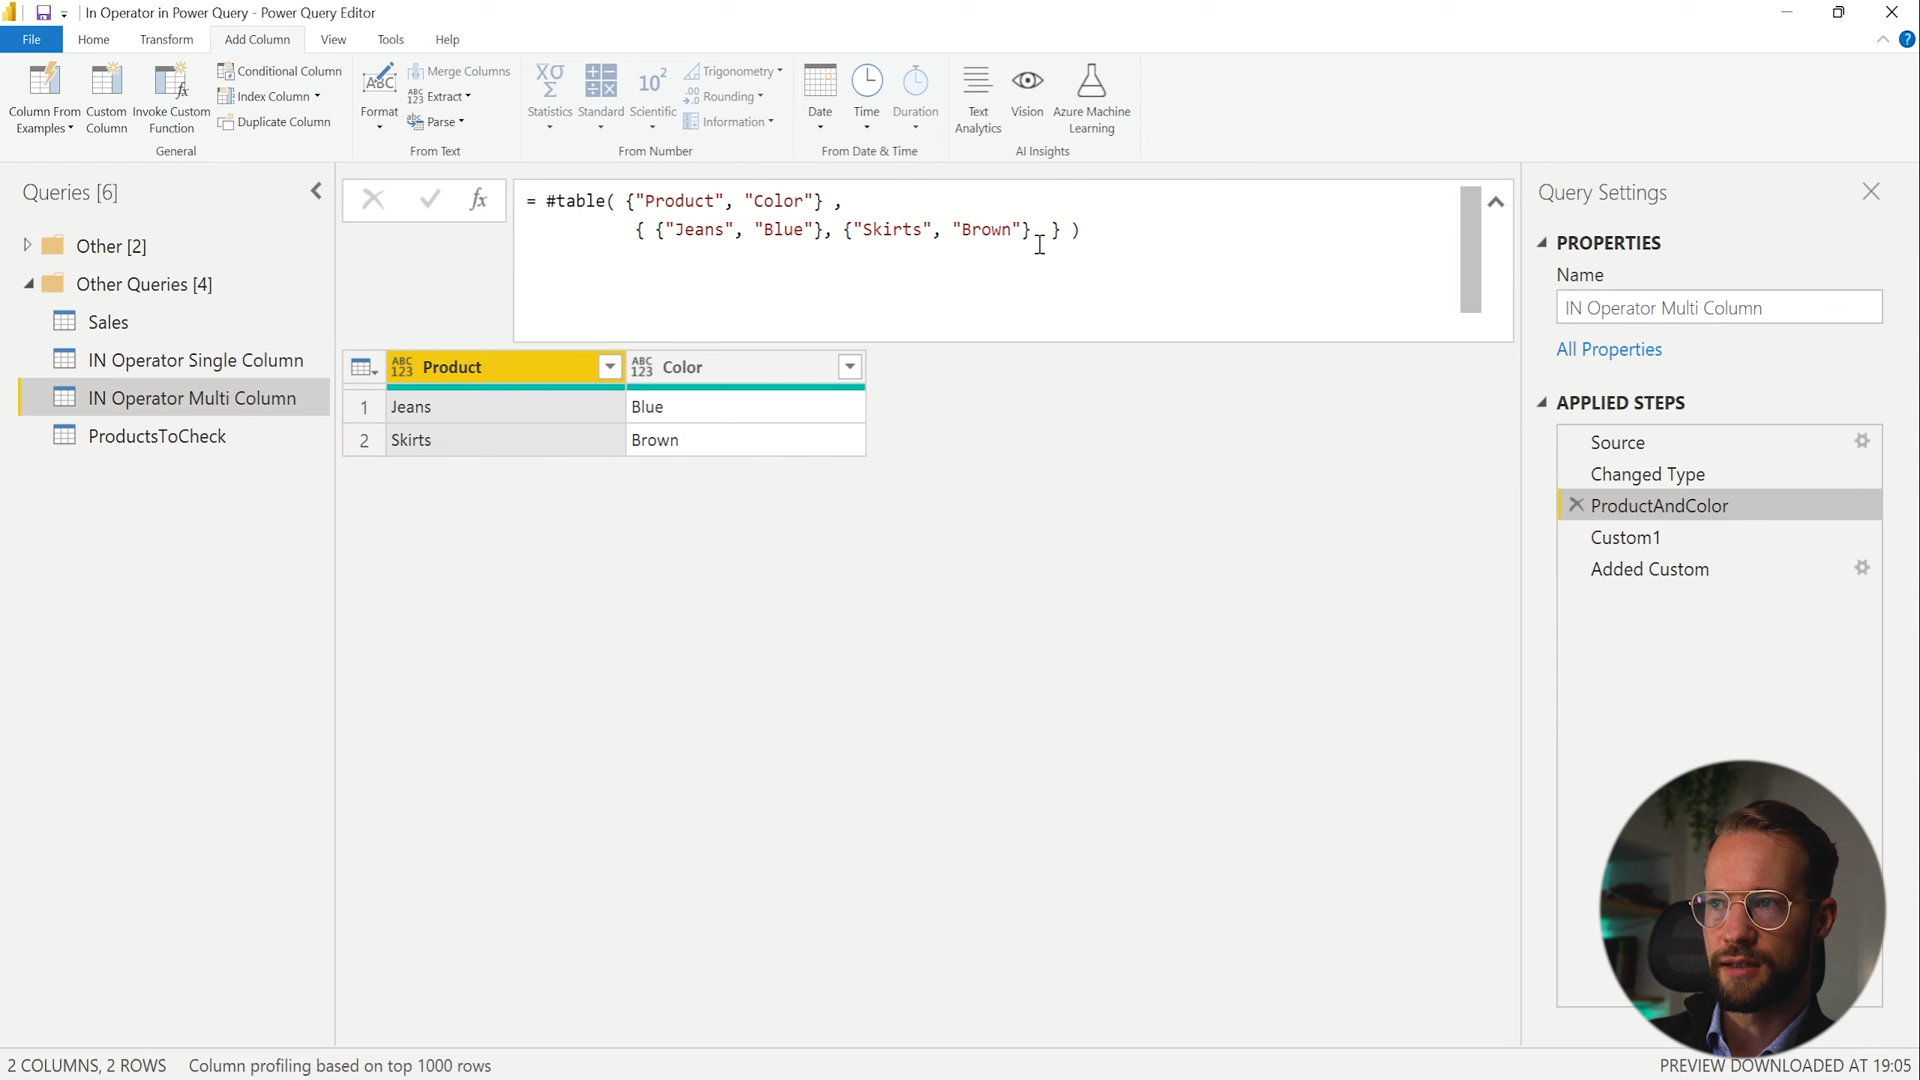 In Operator in Power Query - Power Query Editor
File Home Transform Add Column View Tools Help
Column From Examples
Custom Column
Invoke Custom Function
Conditional Column
Index Column
Duplicate Column
General
Format
Merge Columns
Extract
Parse
From Text
Statistics
Standard
Scientific
Trigonometry
Rounding
Information
From Number
Date
Time
Duration
From Date & Time
Text Analytics
Vision
Azure Machine Learning
AI Insights
Queries [6]
Other [2]
Other Queries [4]
Sales
IN Operator Single Column
IN Operator Multi Column
ProductsToCheck
= #table( {"Product", "Color"} ,
{ {"Jeans", "Blue"}, {"Skirts", "Brown"} } )
ABC 123 Product ABC 123 Color
1 Jeans Blue
2 Skirts Brown
Query Settings
PROPERTIES
Name
IN Operator Multi Column
All Properties
APPLIED STEPS
Source
Changed Type
ProductAndColor
Custom1
Added Custom
2 COLUMNS, 2 ROWS Column profiling based on top 1000 rows
PREVIEW DOWNLOADED AT 19:05